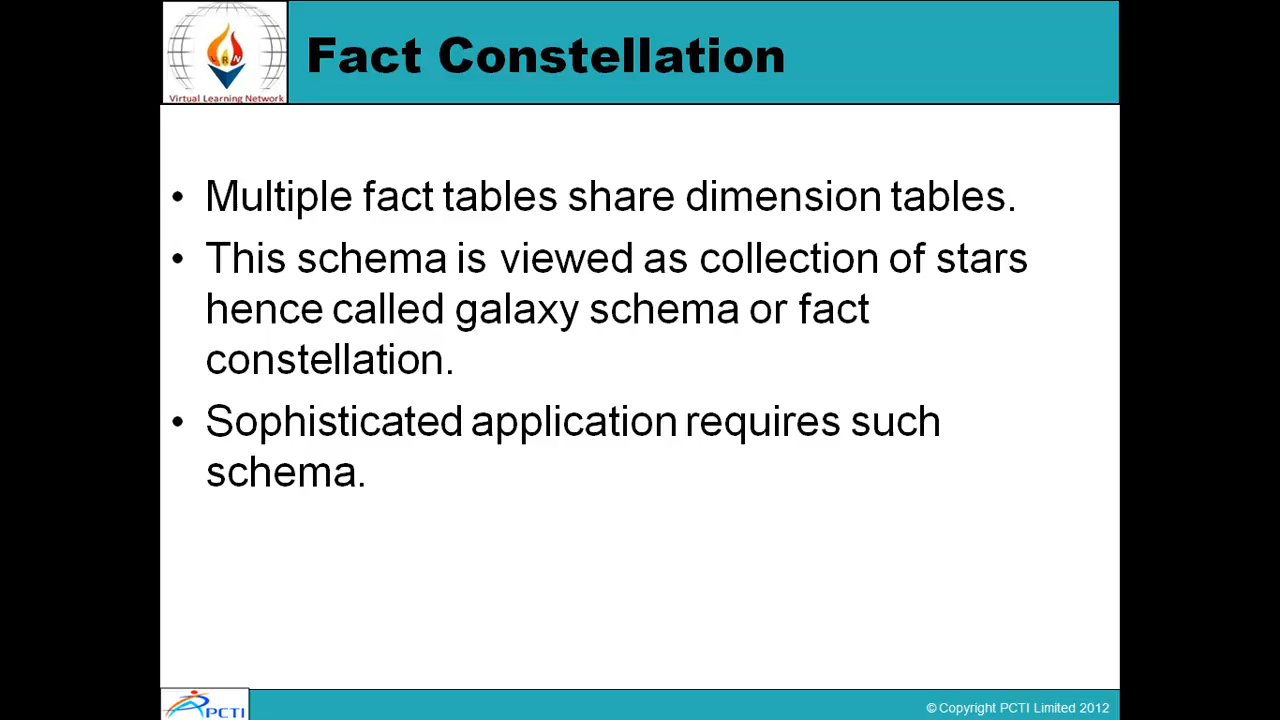 Fact Constellation
LRN
Virtual Learning Network
• Multiple fact tables share dimension tables.
• This schema is viewed as collection of stars
hence called galaxy schema or fact
constellation.
• Sophisticated application requires such
schema.
PCTI
© Copyright PCTI Limited 2012